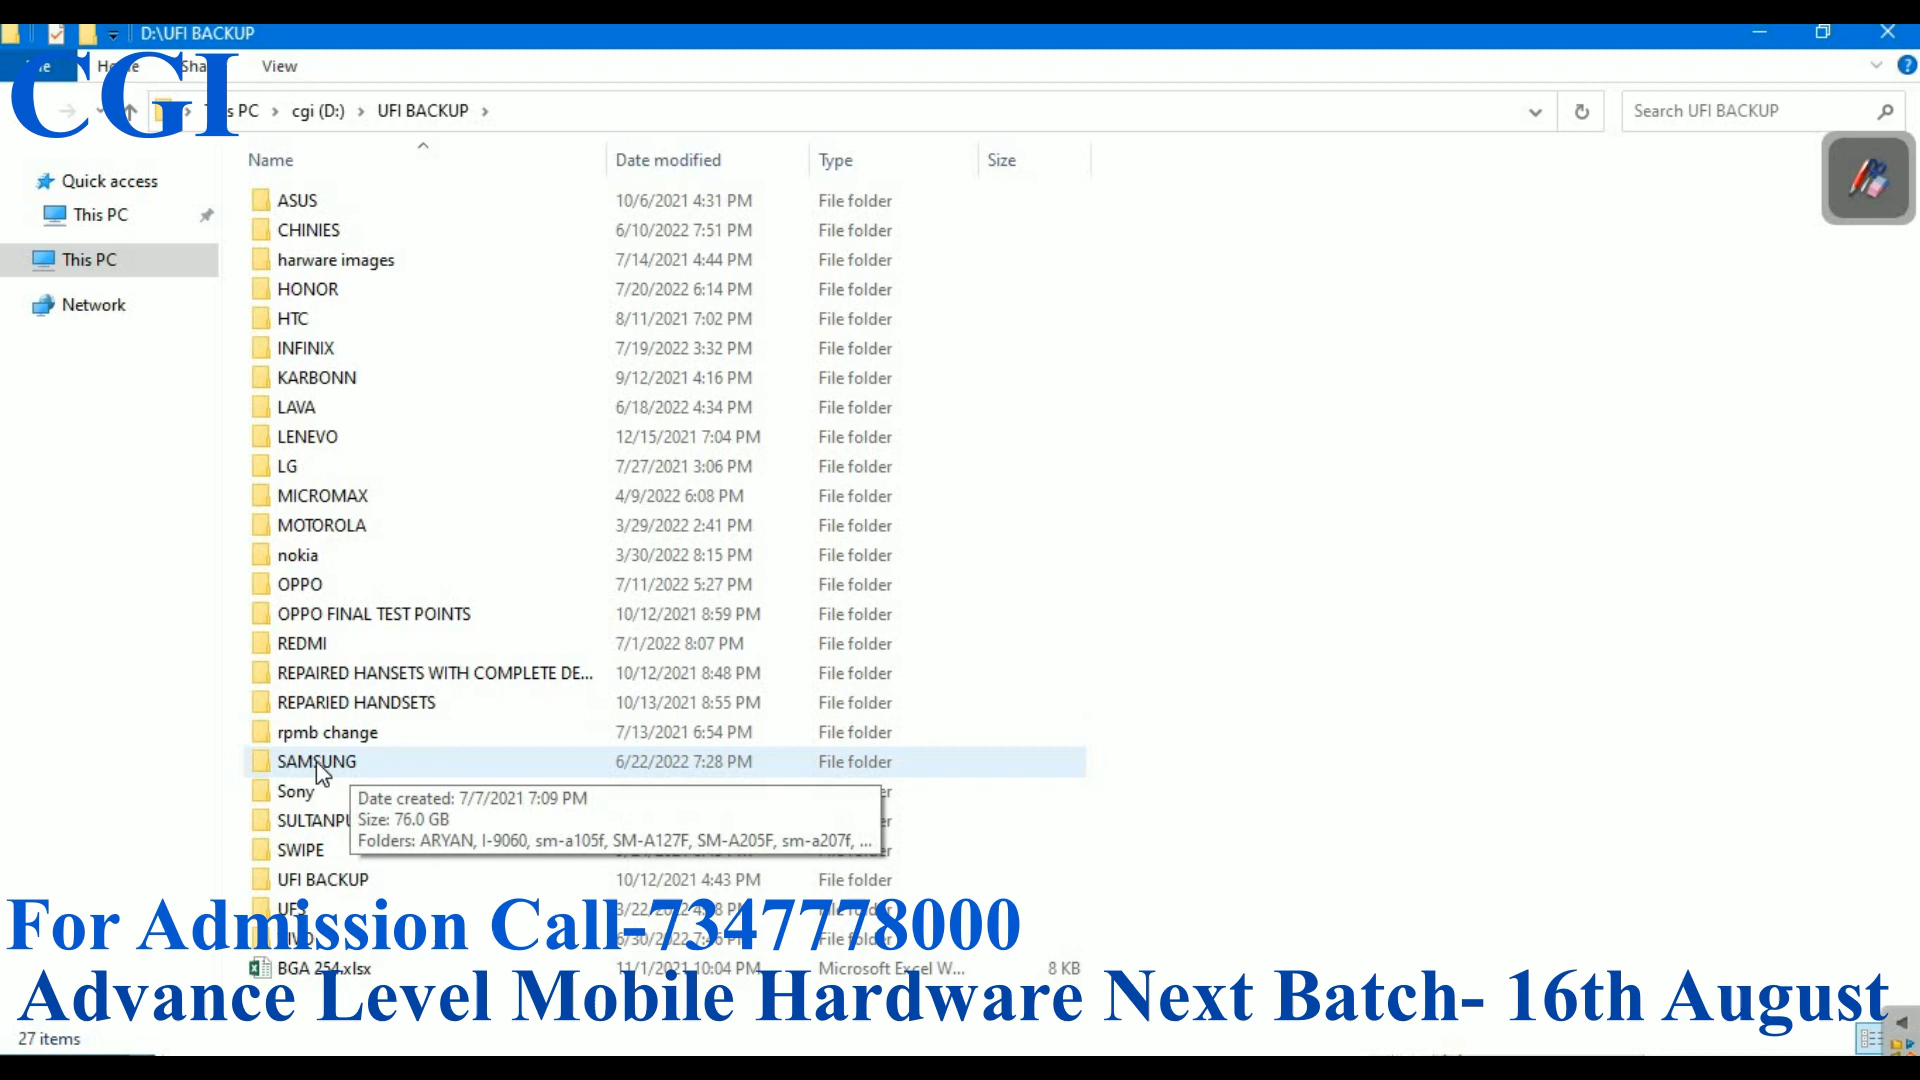 D:\UFI BACKUP
CGI
View
This PC > cgi (D:) > UFI BACKUP >
Search UFI BACKUP
Name Date modified Type Size
Quick access
This PC
This PC
Network
ASUS 10/6/2021 4:31 PM File folder
CHINIES 6/10/2022 7:51 PM File folder
harware images 7/14/2021 4:44 PM File folder
HONOR 7/20/2022 6:14 PM File folder
HTC 8/11/2021 7:02 PM File folder
INFINIX 7/19/2022 3:32 PM File folder
KARBONN 9/12/2021 4:16 PM File folder
LAVA 6/18/2022 4:34 PM File folder
LENEVO 12/15/2021 7:04 PM File folder
LG 7/27/2021 3:06 PM File folder
MICROMAX 4/9/2022 6:08 PM File folder
MOTOROLA 3/29/2022 2:41 PM File folder
nokia 3/30/2022 8:15 PM File folder
OPPO 7/11/2022 5:27 PM File folder
OPPO FINAL TEST POINTS 10/12/2021 8:59 PM File folder
REDMI 7/1/2022 8:07 PM File folder
REPAIRED HANSETS WITH COMPLETE DE... 10/12/2021 8:48 PM File folder
REPARIED HANDSETS 10/13/2021 8:55 PM File folder
rpmb change 7/13/2021 6:54 PM File folder
SAMSUNG 6/22/2022 7:28 PM File folder
Sony
Date created: 7/7/2021 7:09 PM
Size: 76.0 GB
Folders: ARYAN, I-9060, sm-a105f, SM-A127F, SM-A205F, sm-a207f, ...
SWIPE
UFI BACKUP 10/12/2021 4:43 PM File folder
UFS
For Admission Call-7347778000
BGA 254.xlsx 11/1/2021 10:04 PM Microsoft Excel W... 8 KB
Advance Level Mobile Hardware Next Batch- 16th August
27 items